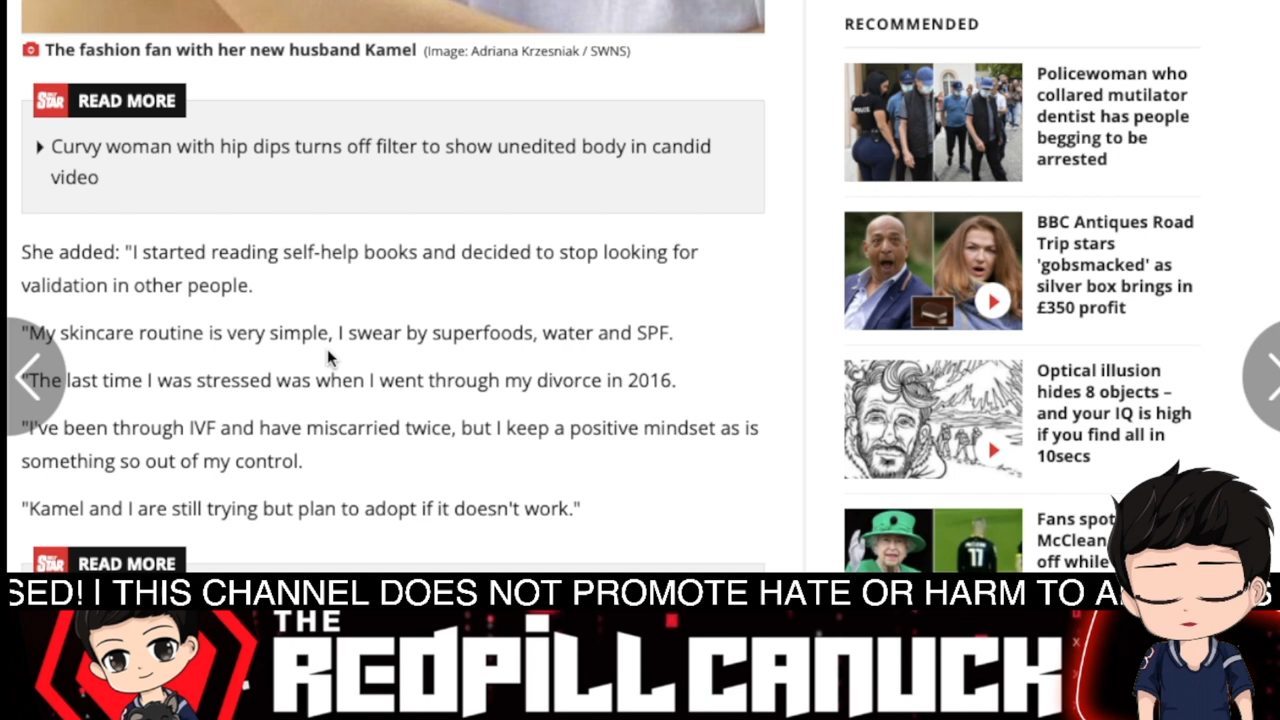 The fashion fan with her new husband Kamel (Image: Adriana Krzesniak / SWNS)
STAR READ MORE
Curvy woman with hip dips turns off filter to show unedited body in candid
video
She added: "I started reading self-help books and decided to stop looking for
validation in other people.
"My skincare routine is very simple, I swear by superfoods, water and SPF.
"The last time I was stressed was when I went through my divorce in 2016.
"I've been through IVF and have miscarried twice, but I keep a positive mindset as is
something so out of my control.
"Kamel and I are still trying but plan to adopt if it doesn't work."
STAR READ MORE
RECOMMENDED
Policewoman who
collared mutilator
dentist has people
begging to be
arrested
BBC Antiques Road
Trip stars
'gobsmacked' as
silver box brings in
£350 profit
Optical illusion
hides 8 objects –
and your IQ is high
if you find all in
10secs
Fans spot
McClean
off while
11
SED! I THIS CHANNEL DOES NOT PROMOTE HATE OR HARM TO A
THE
REDPILL CANUCK